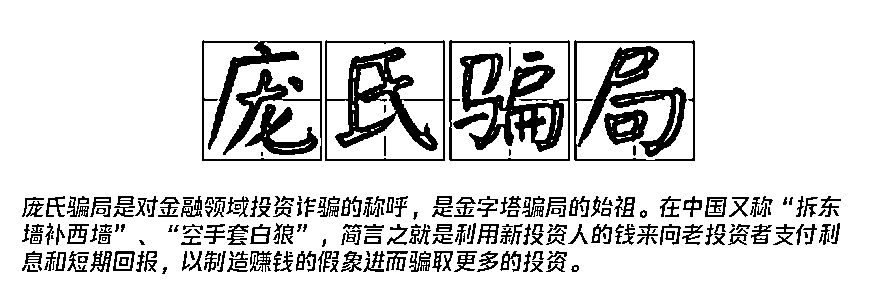 庞氏骗局
庞氏骗局是对金融领域投资诈骗的称呼，是金字塔骗局的始祖。在中国又称“拆东
墙补西墙”、“空手套白狼”，简言之就是利用新投资人的钱来向老投资者支付利
息和短期回报，以制造赚钱的假象进而骗取更多的投资。